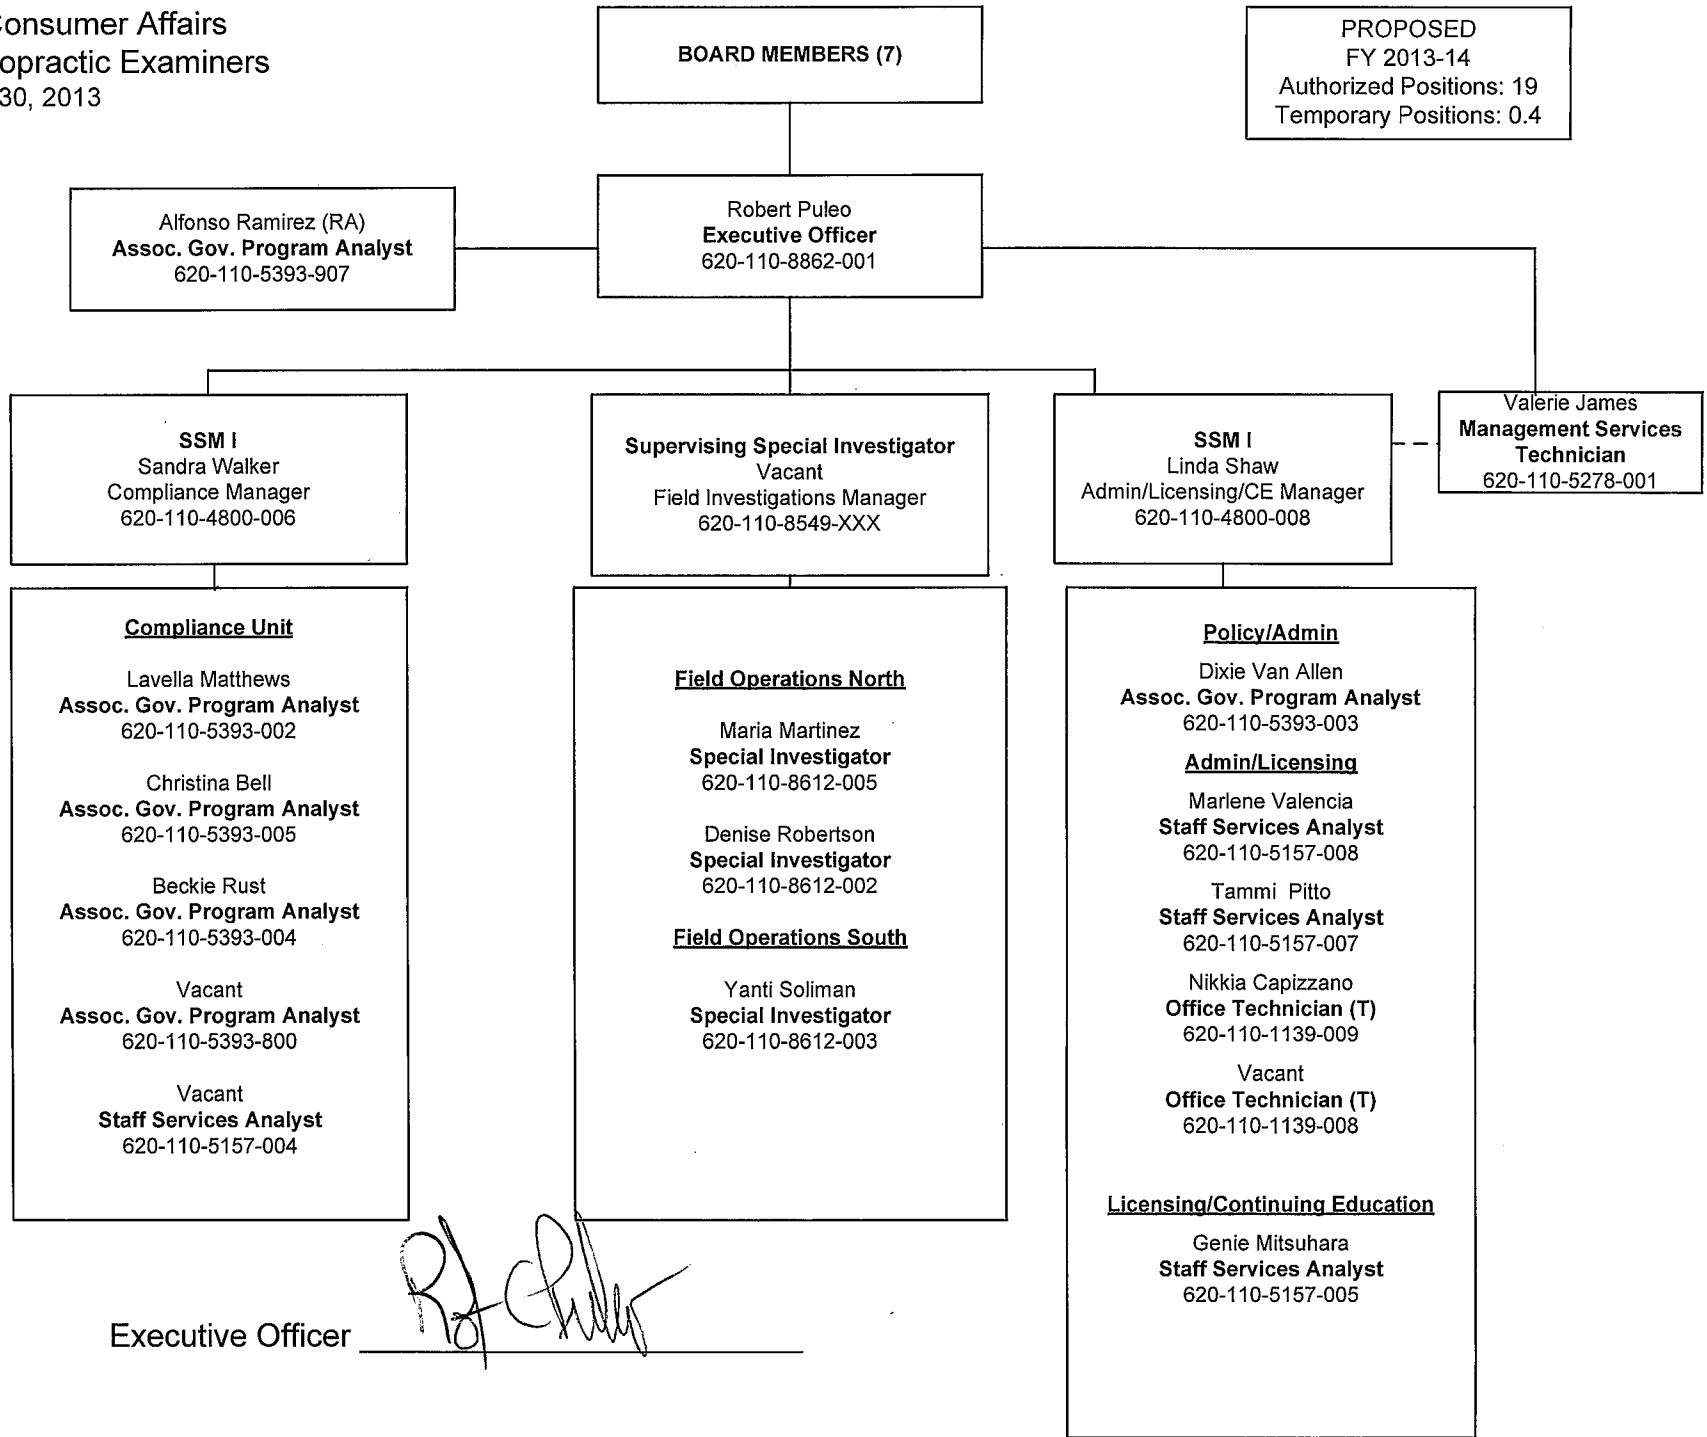 Consumer Affairs
opractic Examiners
30, 2013
BOARD MEMBERS (7)
PROPOSED
FY 2013-14
Authorized Positions: 19
Temporary Positions: 0.4
Alfonso Ramirez (RA)
Assoc. Gov. Program Analyst
620-110-5393-907
Robert Puleo
Executive Officer
620-110-8862-001
SSM I
Sandra Walker
Compliance Manager
620-110-4800-006
Supervising Special Investigator
Vacant
Field Investigations Manager
620-110-8549-XXX
SSM I
Linda Shaw
Admin/Licensing/CE Manager
620-110-4800-008
Valerie James
Management Services
Technician
620-110-5278-001
Compliance Unit
Lavella Matthews
Assoc. Gov. Program Analyst
620-110-5393-002
Christina Bell
Assoc. Gov. Program Analyst
620-110-5393-005
Beckie Rust
Assoc. Gov. Program Analyst
620-110-5393-004
Vacant
Assoc. Gov. Program Analyst
620-110-5393-800
Vacant
Staff Services Analyst
620-110-5157-004
Field Operations North
Maria Martinez
Special Investigator
620-110-8612-005
Denise Robertson
Special Investigator
620-110-8612-002
Field Operations South
Yanti Soliman
Special Investigator
620-110-8612-003
Policy/Admin
Dixie Van Allen
Assoc. Gov. Program Analyst
620-110-5393-003
Admin/Licensing
Marlene Valencia
Staff Services Analyst
620-110-5157-008
Tammi Pitto
Staff Services Analyst
620-110-5157-007
Nikkia Capizzano
Office Technician (T)
620-110-1139-009
Vacant
Office Technician (T)
620-110-1139-008
Licensing/Continuing Education
Genie Mitsuhara
Staff Services Analyst
620-110-5157-005
Executive Officer